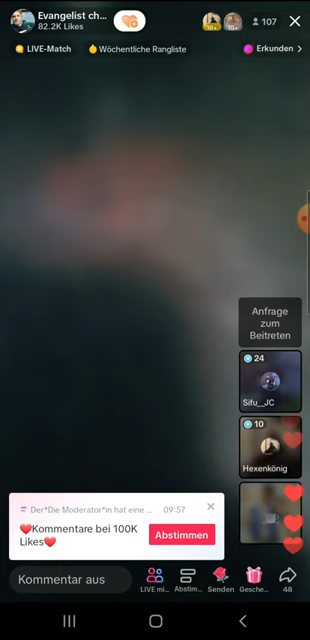 Evangelist ch...
82.2K Likes
10+
10+
107
LIVE-Match
Wöchentliche Rangliste
Erkunden >
Anfrage
zum
Beitreten
24
Sifu__JC
10
Hexenkönig
Der*Die Moderator*in hat eine ...
09:57
❤️Kommentare bei 100K
Likes❤️
Abstimmen
Kommentar aus
LIVE mi...
Abstim...
Senden
Gesche...
48